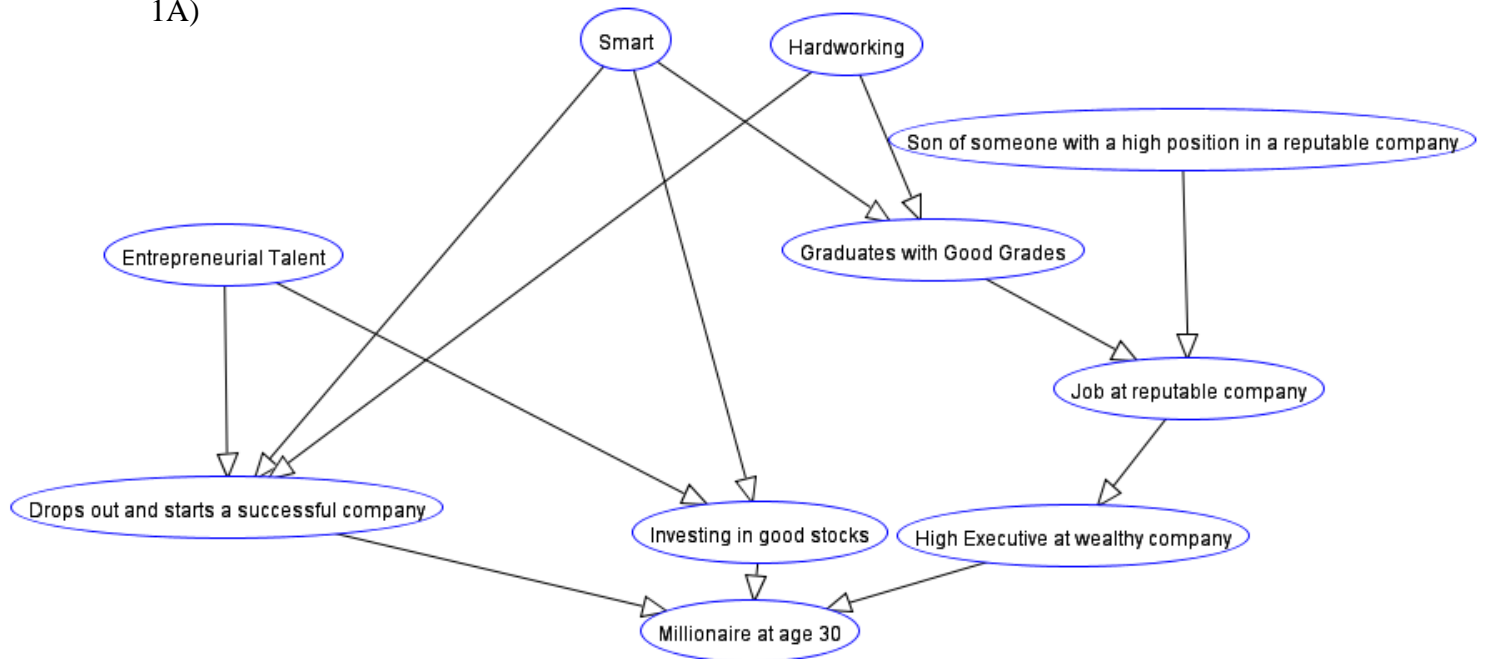 1A)
Smart
Hardworking
Son of someone with a high position in a reputable company
Entrepreneurial Talent
Graduates with Good Grades
Job at reputable company
Drops out and starts a successful company
Investing in good stocks
High Executive at wealthy company
Millionaire at age 30